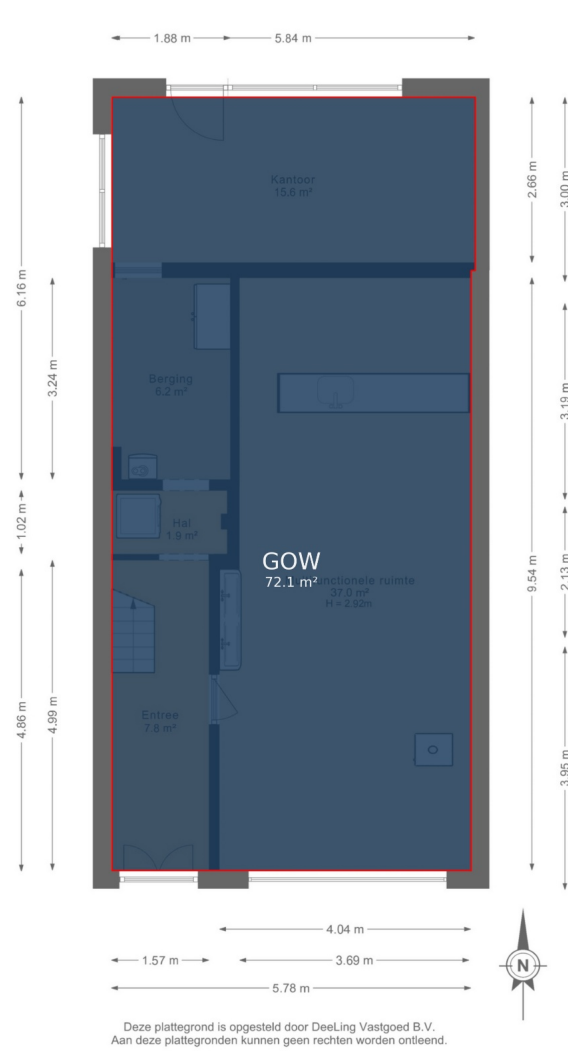 1.88 m
5.84 m
Kantoor
15.6 m²
2.66 m
3.00 m
6.16 m
3.24 m
Berging
6.2 m²
3.19 m
1.02 m
Hal
1.9 m²
GOW
72.1 m²
nctionele ruimte
37.0 m²
H = 2.92m
9.54 m
2.13 m
4.86 m
4.99 m
Entree
7.8 m²
3.95 m
4.04 m
1.57 m
3.69 m
5.78 m
N
Deze plattegrond is opgesteld door DeeLing Vastgoed B.V.
Aan deze plattegronden kunnen geen rechten worden ontleend.